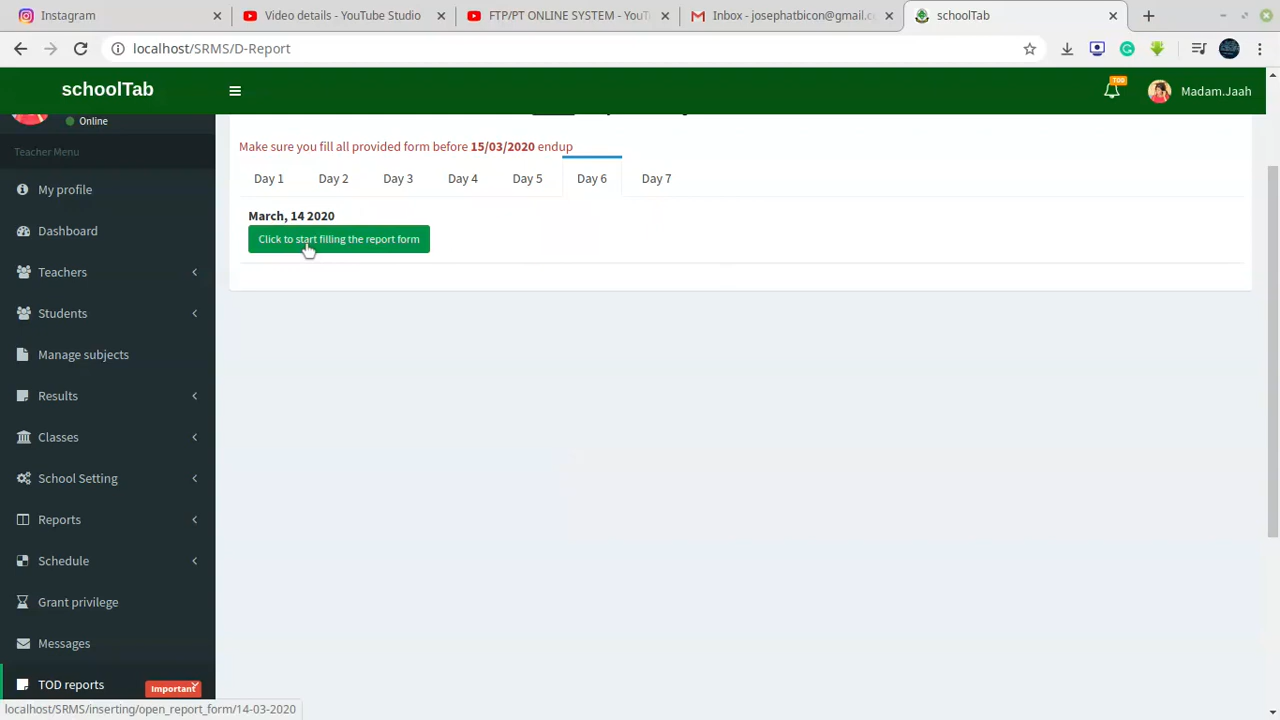 Instagram
Video details - YouTube Studio
FTP/PT ONLINE SYSTEM - YouT
Inbox - josephatbicon@gmail.c
schoolTab
localhost/SRMS/D-Report
schoolTab
TOD
Madam.Jaah
Online
Teacher Menu
My profile
Dashboard
Teachers
Students
Manage subjects
Results
Classes
School Setting
Reports
Schedule
Grant privilege
Messages
TOD reports
Important
Make sure you fill all provided form before 15/03/2020 endup
Day 1
Day 2
Day 3
Day 4
Day 5
Day 6
Day 7
March, 14 2020
Click to start filling the report form
localhost/SRMS/inserting/open_report_form/14-03-2020